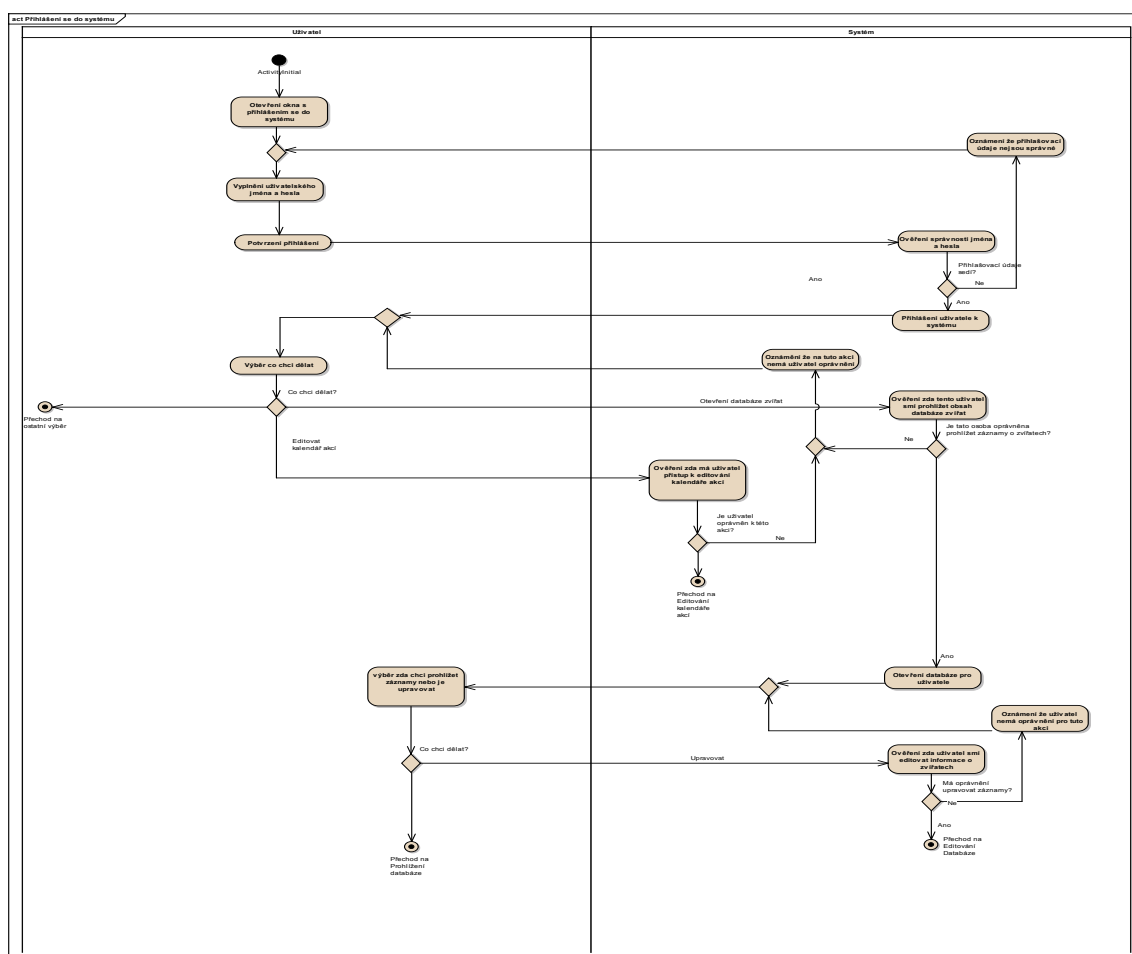 act Přihlášení se do systému
Uživatel
Systém
ActivityInitial
Otevření okna s
přihlášením se do
systému
Oznámení že přihlašovací
údaje nejsou správné
Vyplnění uživatelského
jména a hesla
Potvrzení přihlášení
Ověření správnosti jména
a hesla
Přihlašovací údaje
sedí?
Ne
Ano
Ano
Přihlášení uživatele k
systému
Výběr co chci dělat
Oznámění že na tuto akci
nemá uživatel oprávnění
Co chci dělat?
Otevření databáze zvířat
Ověření zda tento uživatel
smí prohlížet obsah
databáze zvířat
Přechod na
ostatní výběr
Je tato osoba oprávněna
prohlížet záznamy o zvířatech?
Ne
Editovat
kalendář akcí
Ověření zda má uživatel
přístup k editování
kalendáře akcí
Je uživatel
oprávněn k této
akci?
Ne
Přechod na
Editování
kalendáře
akcí
Ano
výběr zda chci prohlížet
záznamy nebo je
upravovat
Otevření databáze pro
uživatele
Oznámení že uživatel
nemá oprávnění pro tuto
akci
Co chci dělat?
Upravovat
Ověření zda uživatel smí
editovat informace o
zvířatech
Má oprávnění
upravovat záznamy?
Ne
Ano
Přechod na
Editování
Databáze
Přechod na
Prohlížení
databáze